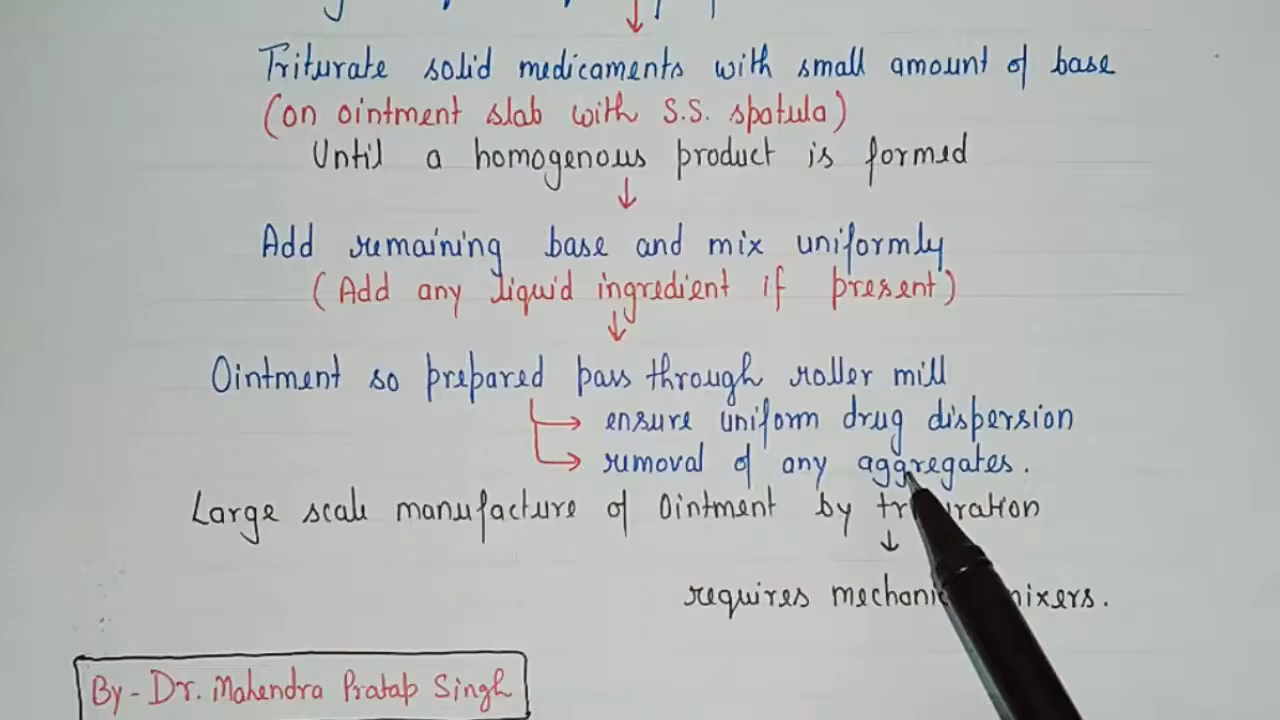 Triturate solid medicaments with small amount of base
(on ointment slab with S.S. spatula)
Until a homogenous product is formed
↓
Add remaining base and mix uniformly
(Add any liquid ingredient if present)
↓
Ointment so prepared pass through roller mill
→ ensure uniform drug dispersion
→ removal of any aggregates.
Large scale manufacture of Ointment by
↓
requires mixers.
By - Dr. Mahendra Pratap Singh